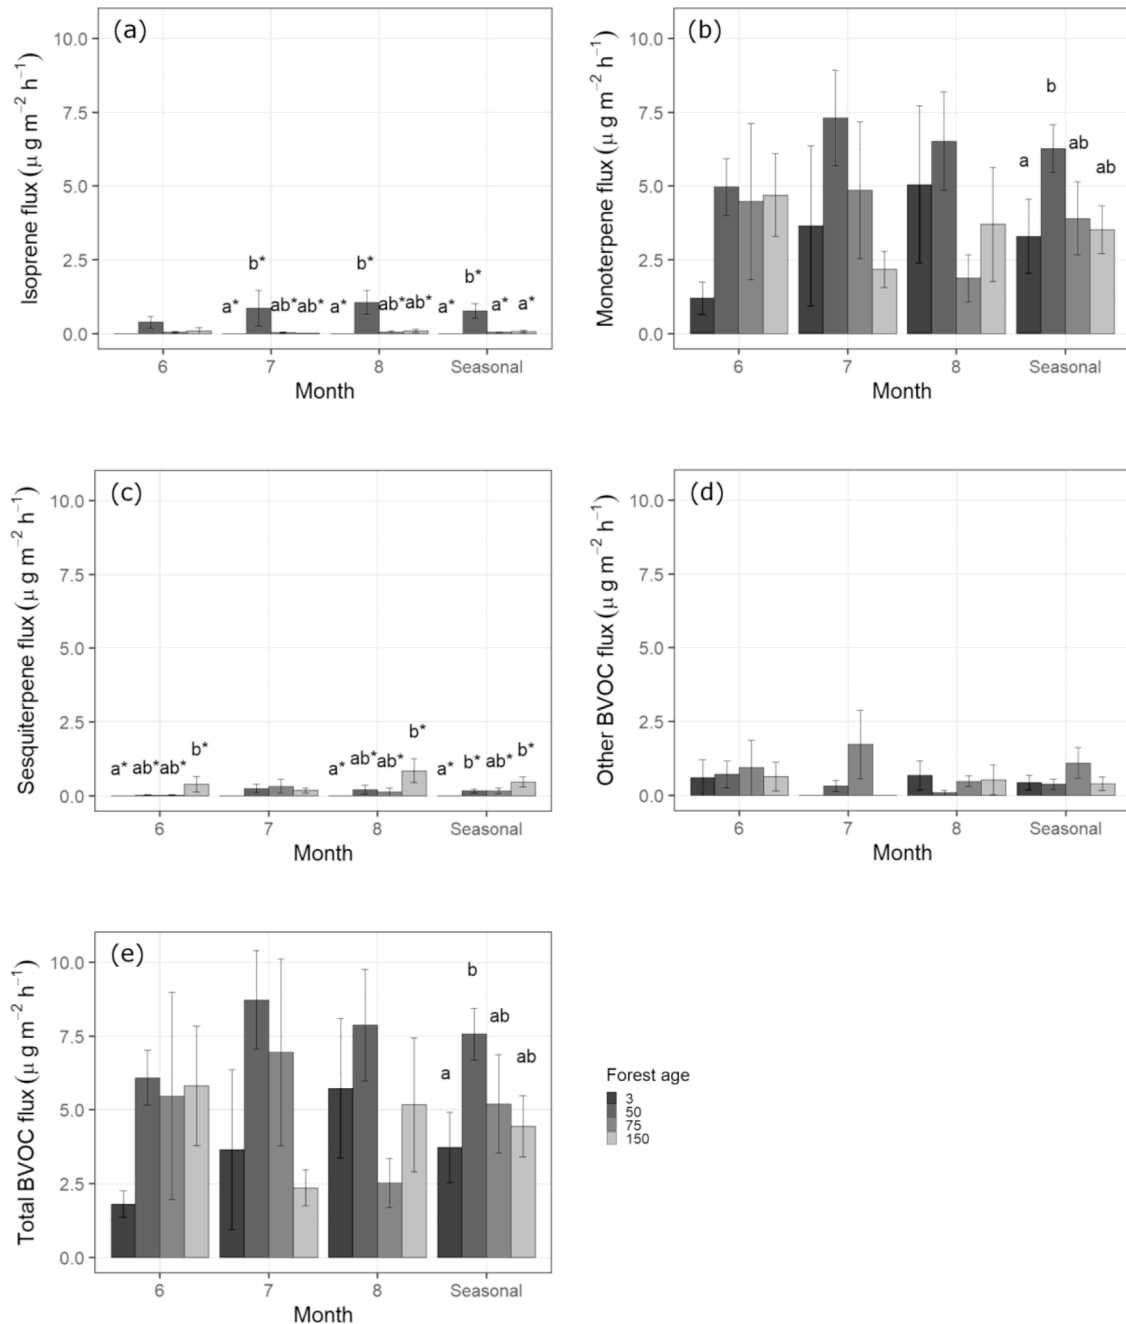 (a)
Isoprene flux (μ g m⁻² h⁻¹)
10.0
7.5
5.0
2.5
0.0
b* b* b*
a* ab* ab* a* ab* ab* a* a* a*
6 7 8 Seasonal
Month
(b)
Monoterpene flux (μ g m⁻² h⁻¹)
10.0
7.5
5.0
2.5
0.0
b
a ab
ab
6 7 8 Seasonal
Month
(c)
Sesquiterpene flux (μ g m⁻² h⁻¹)
10.0
7.5
5.0
2.5
0.0
a* ab* ab* b* a* ab* ab* b* a* b* ab* b*
6 7 8 Seasonal
Month
(d)
Other BVOC flux (μ g m⁻² h⁻¹)
10.0
7.5
5.0
2.5
0.0
6 7 8 Seasonal
Month
(e)
Total BVOC flux (μ g m⁻² h⁻¹)
10.0
7.5
5.0
2.5
0.0
b
ab
a ab
6 7 8 Seasonal
Month
Forest age
3
50
75
150